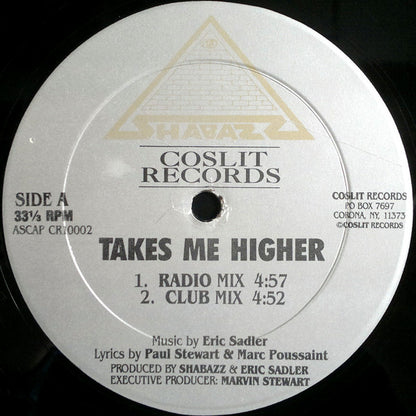 SHABAZZ
COSLIT
RECORDS
SIDE A
33⅓ RPM
ASCAP CR10002
COSLIT RECORDS
PO BOX 7697
CORONA, NY, 11373
©COSLIT RECORDS
TAKES ME HIGHER
1. RADIO MIX 4:57
2. CLUB MIX 4:52
Music by Eric Sadler
Lyrics by Paul Stewart & Marc Poussaint
PRODUCED BY SHABAZZ & ERIC SADLER
EXECUTIVE PRODUCER: MARVIN STEWART